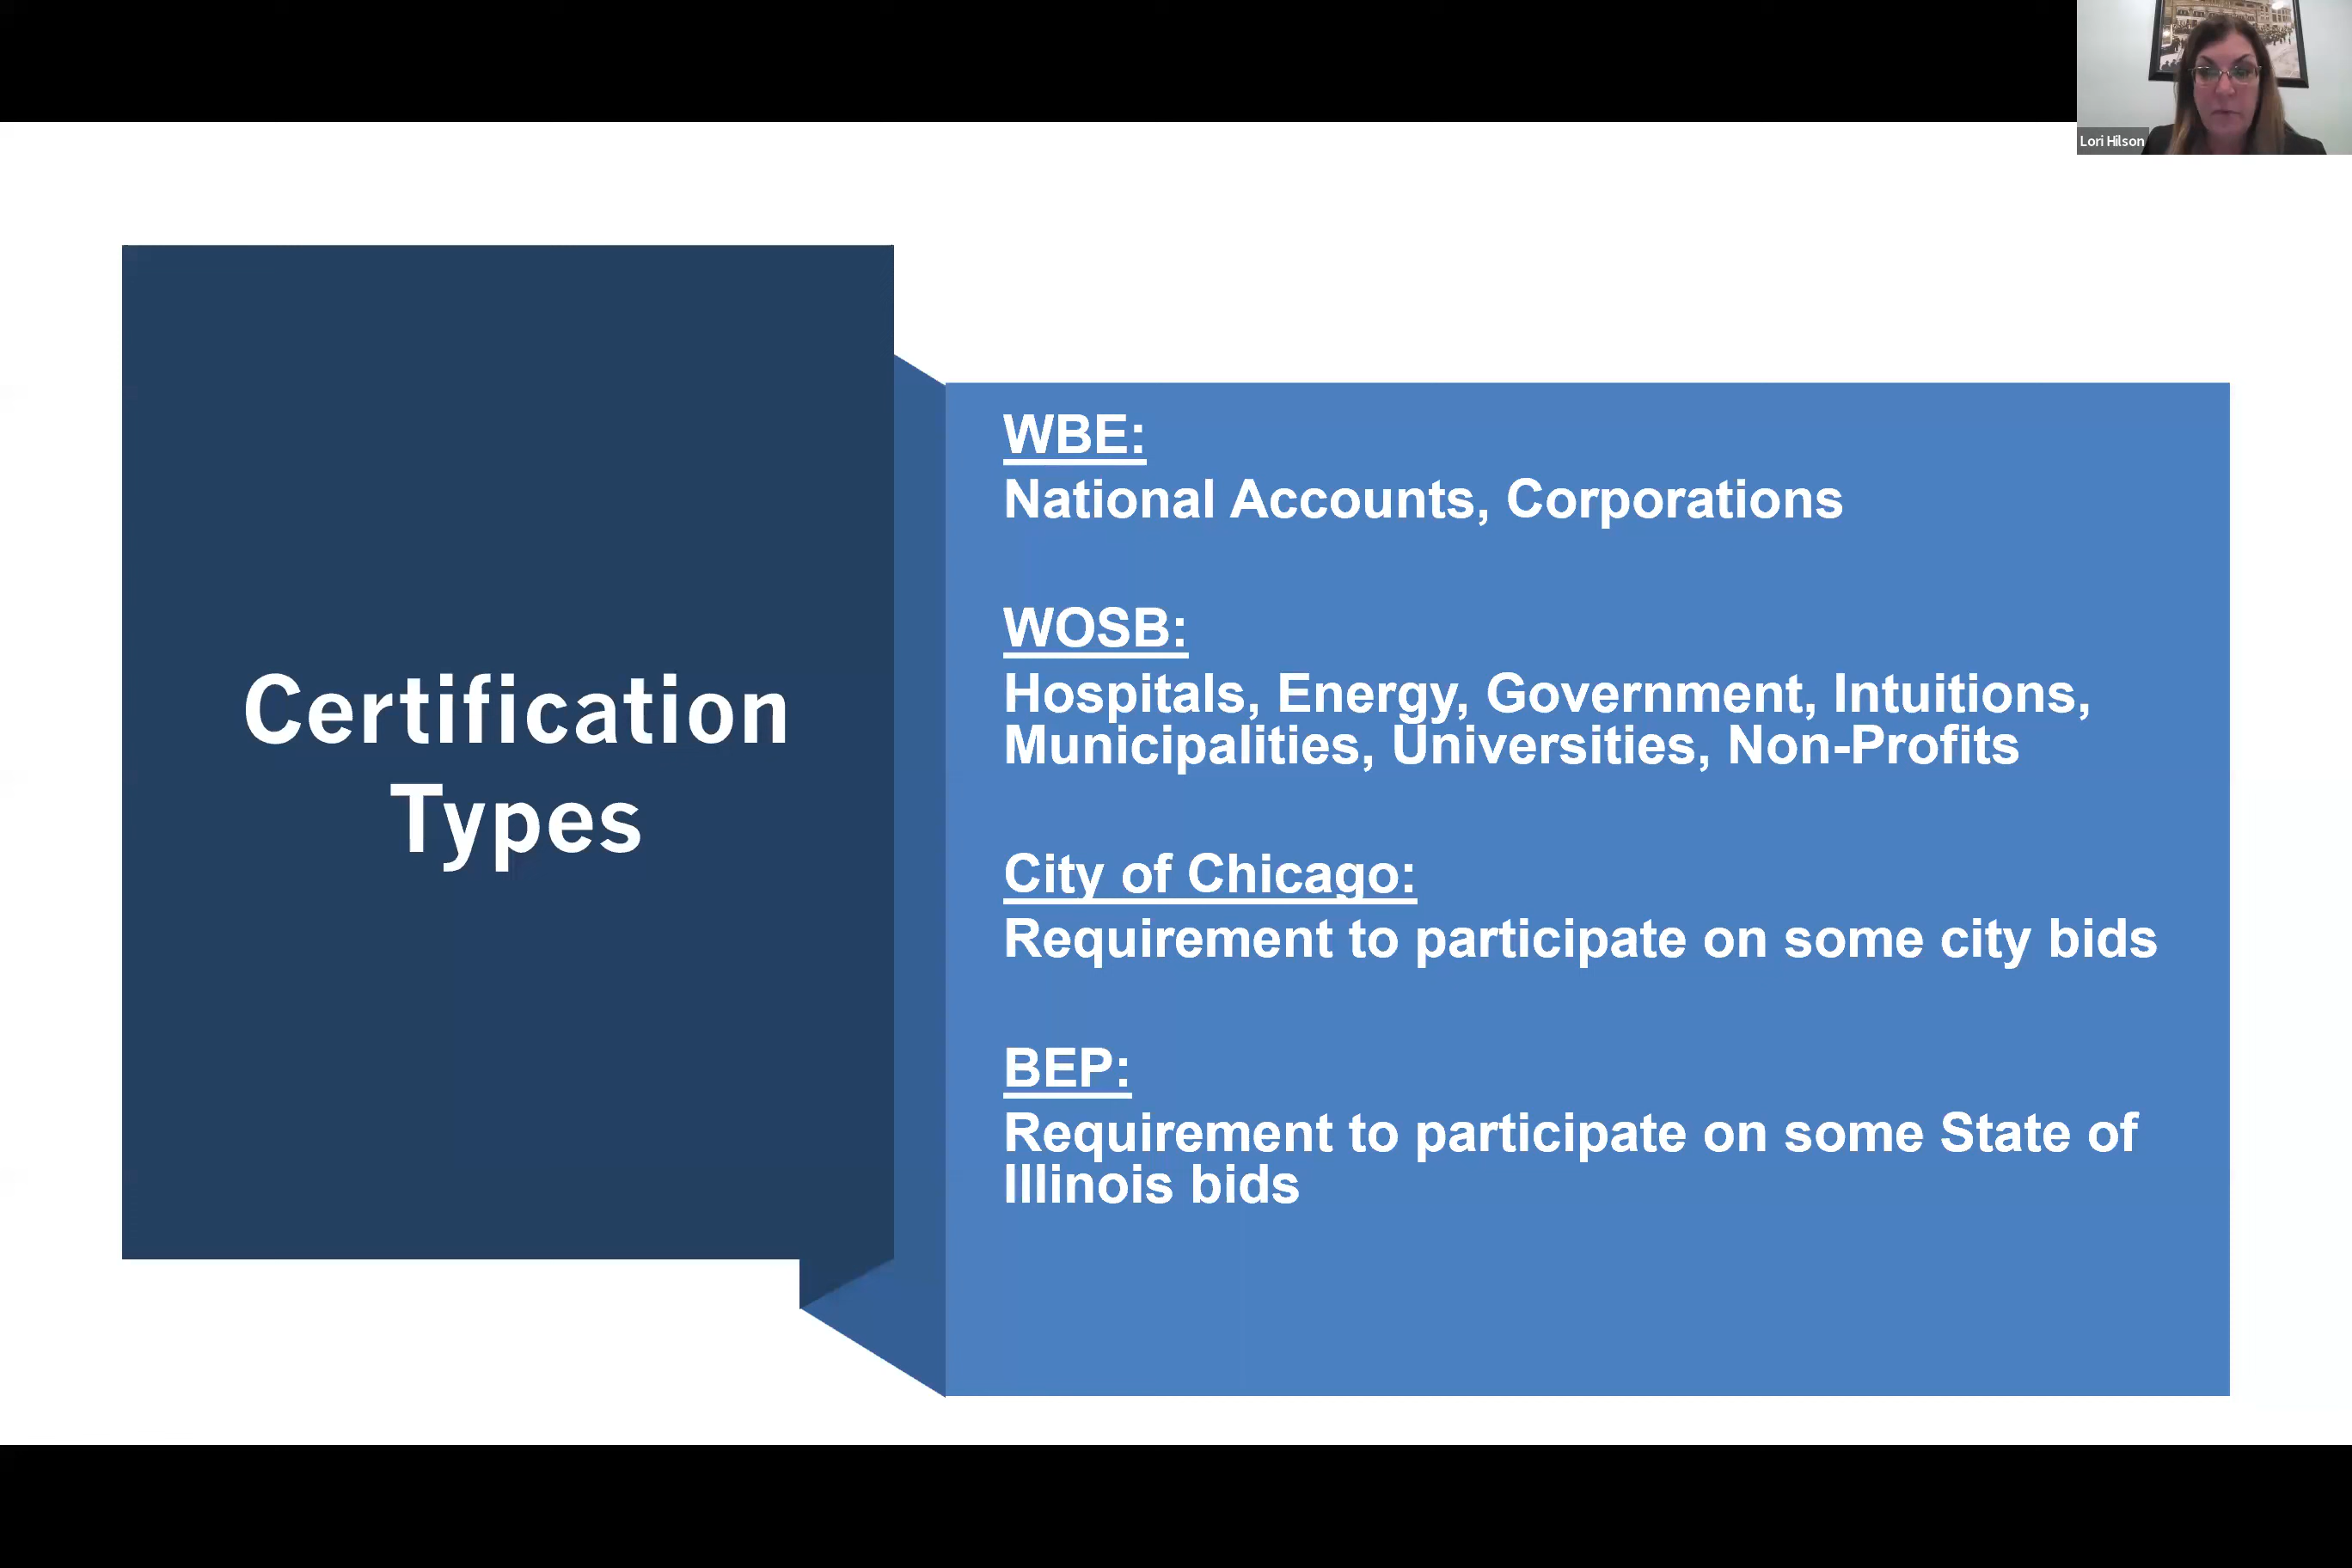 Lori Hilson
Certification
Types
WBE:
National Accounts, Corporations
WOSB:
Hospitals, Energy, Government, Intuitions,
Municipalities, Universities, Non-Profits
City of Chicago:
Requirement to participate on some city bids
BEP:
Requirement to participate on some State of
Illinois bids